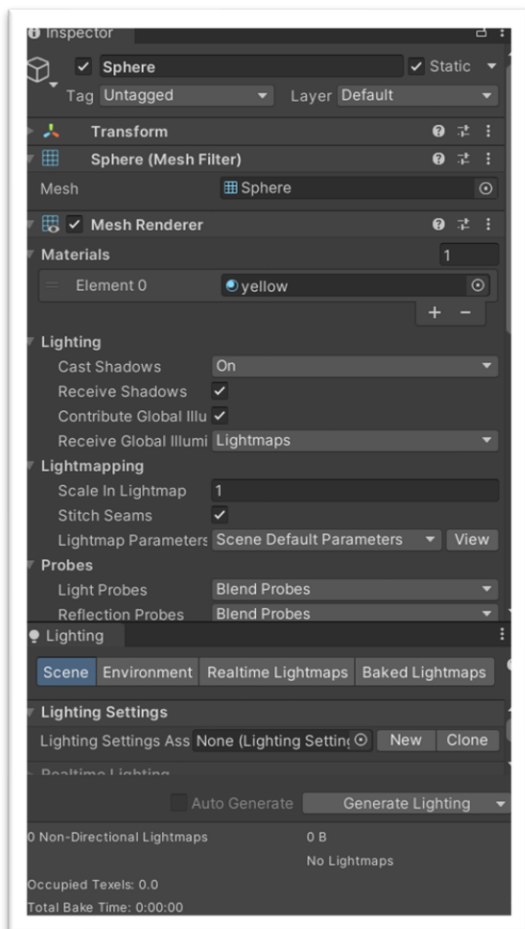 Inspector
Sphere Static
Tag Untagged Layer Default
Transform
Sphere (Mesh Filter)
Mesh Sphere
Mesh Renderer
Materials 1
Element 0 yellow
+ −
Lighting
Cast Shadows On
Receive Shadows
Contribute Global Illu
Receive Global Illumi Lightmaps
Lightmapping
Scale In Lightmap 1
Stitch Seams
Lightmap Parameters Scene Default Parameters View
Probes
Light Probes Blend Probes
Reflection Probes Blend Probes
Lighting
Scene Environment Realtime Lightmaps Baked Lightmaps
Lighting Settings
Lighting Settings Ass None (Lighting Setting New Clone
Realtime Lighting
Auto Generate Generate Lighting
0 Non-Directional Lightmaps 0 B
No Lightmaps
Occupied Texels: 0.0
Total Bake Time: 0:00:00